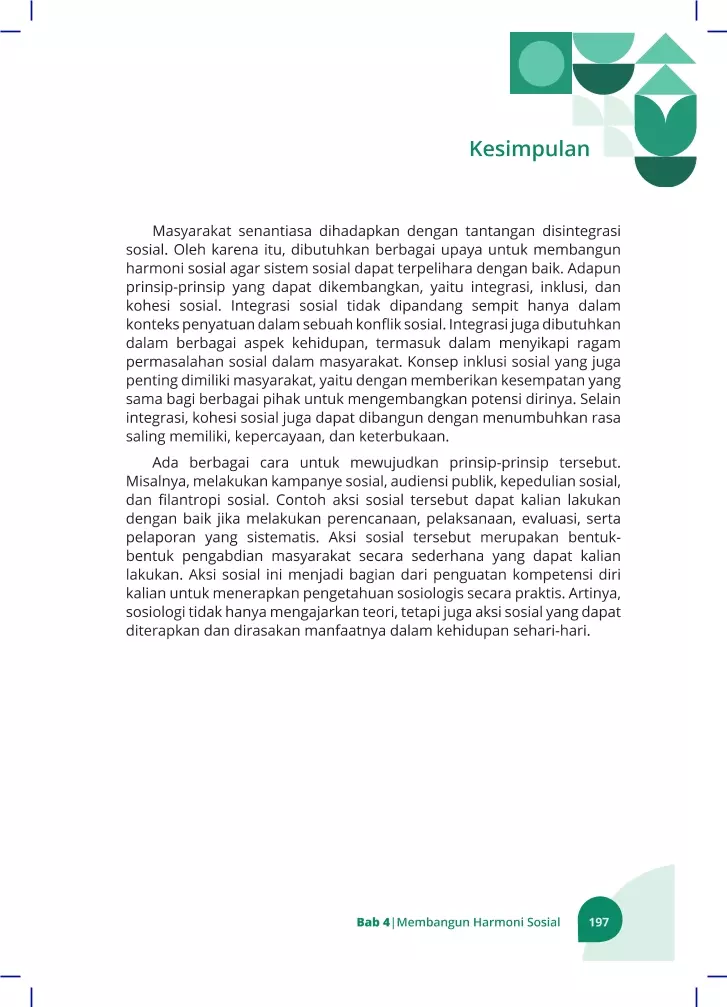 Kesimpulan
Masyarakat senantiasa dihadapkan dengan tantangan disintegrasi
sosial. Oleh karena itu, dibutuhkan berbagai upaya untuk membangun
harmoni sosial agar sistem sosial dapat terpelihara dengan baik. Adapun
prinsip-prinsip yang dapat dikembangkan, yaitu integrasi, inklusi, dan
kohesi sosial. Integrasi sosial tidak dipandang sempit hanya dalam
konteks penyatuan dalam sebuah konflik sosial. Integrasi juga dibutuhkan
dalam berbagai aspek kehidupan, termasuk dalam menyikapi ragam
permasalahan sosial dalam masyarakat. Konsep inklusi sosial yang juga
penting dimiliki masyarakat, yaitu dengan memberikan kesempatan yang
sama bagi berbagai pihak untuk mengembangkan potensi dirinya. Selain
integrasi, kohesi sosial juga dapat dibangun dengan menumbuhkan rasa
saling memiliki, kepercayaan, dan keterbukaan.
Ada berbagai cara untuk mewujudkan prinsip-prinsip tersebut.
Misalnya, melakukan kampanye sosial, audiensi publik, kepedulian sosial,
dan filantropi sosial. Contoh aksi sosial tersebut dapat kalian lakukan
dengan baik jika melakukan perencanaan, pelaksanaan, evaluasi, serta
pelaporan yang sistematis. Aksi sosial tersebut merupakan bentuk-
bentuk pengabdian masyarakat secara sederhana yang dapat kalian
lakukan. Aksi sosial ini menjadi bagian dari penguatan kompetensi diri
kalian untuk menerapkan pengetahuan sosiologis secara praktis. Artinya,
sosiologi tidak hanya mengajarkan teori, tetapi juga aksi sosial yang dapat
diterapkan dan dirasakan manfaatnya dalam kehidupan sehari-hari.
Bab 4|Membangun Harmoni Sosial 197